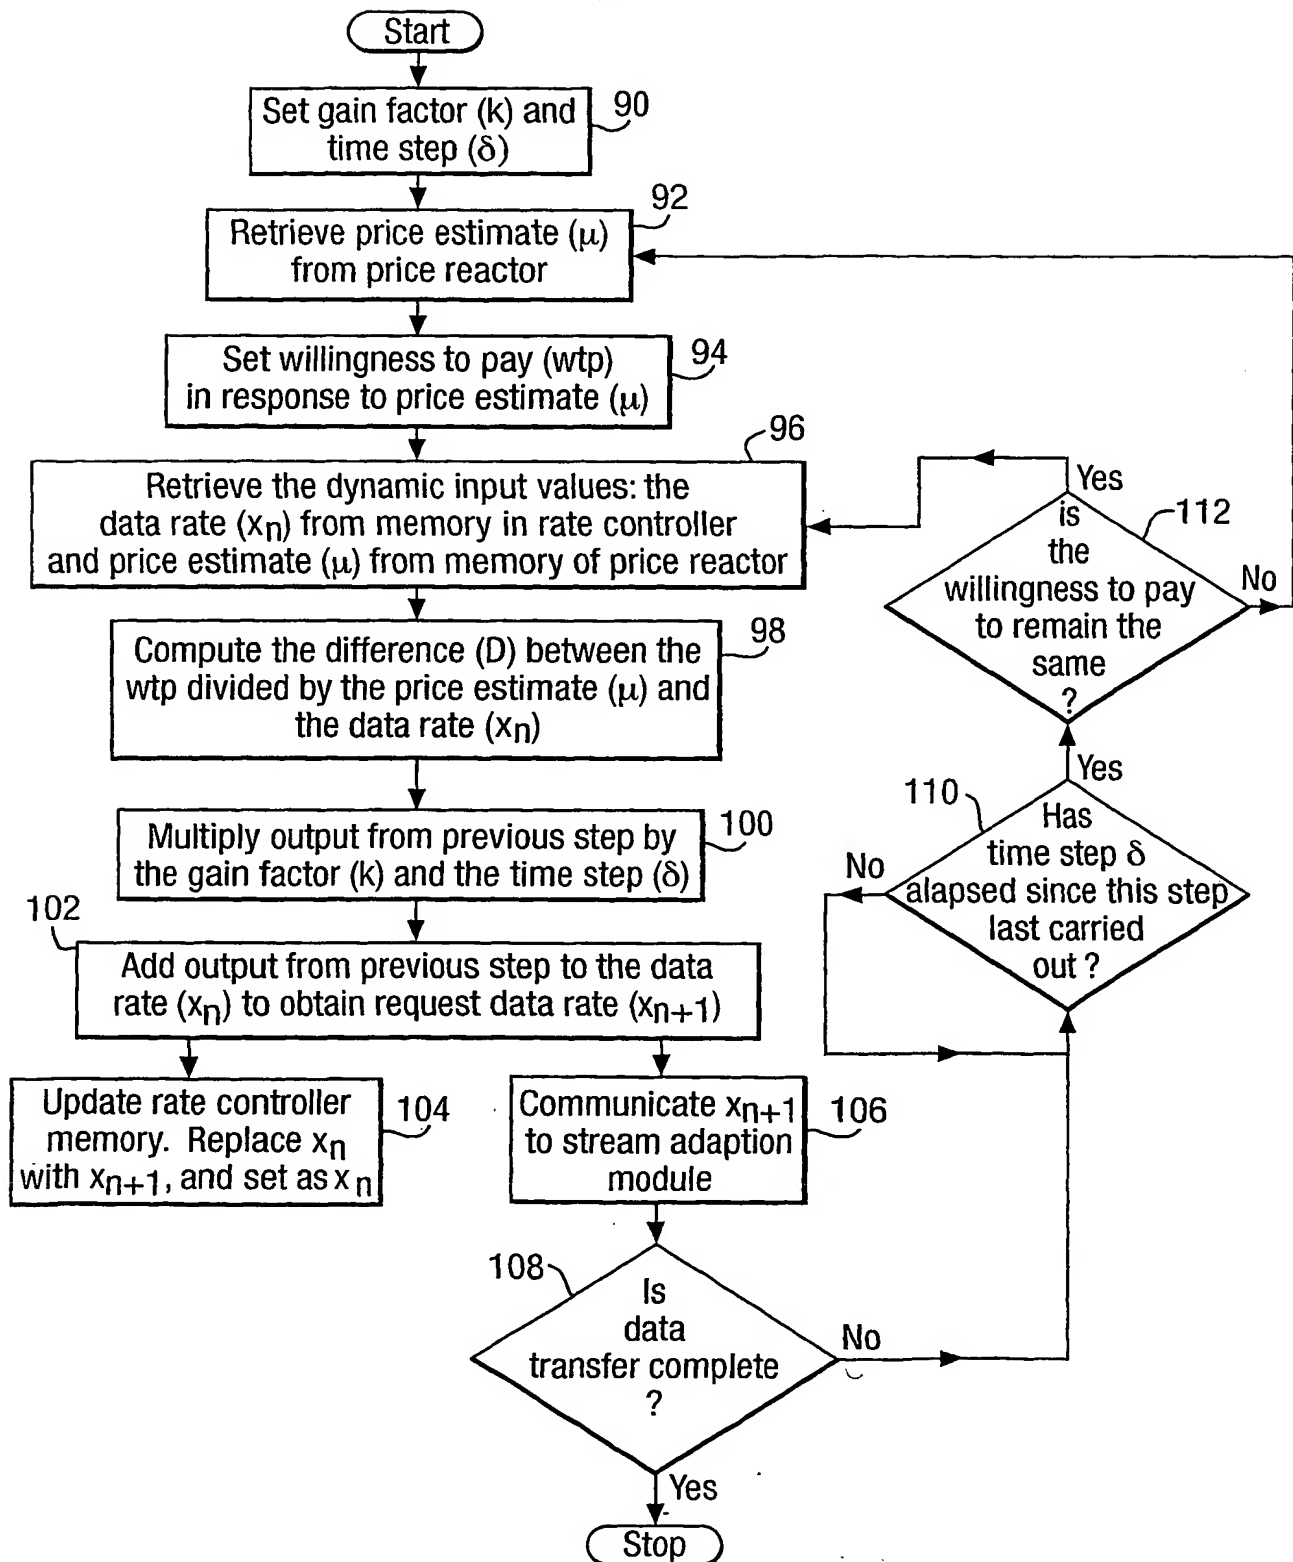 Start
Set gain factor (k) and
time step (δ)
90
Retrieve price estimate (μ)
from price reactor
92
Set willingness to pay (wtp)
in response to price estimate (μ)
94
Retrieve the dynamic input values: the
data rate (xn) from memory in rate controller
and price estimate (μ) from memory of price reactor
96
Compute the difference (D) between the
wtp divided by the price estimate (μ) and
the data rate (xn)
98
Multiply output from previous step by
the gain factor (k) and the time step (δ)
100
102
Add output from previous step to the data
rate (xn) to obtain request data rate (xn+1)
Update rate controller
memory. Replace xn
with xn+1, and set as xn
104
Communicate xn+1
to stream adaption
module
106
108
Is
data
transfer complete
?
No
Yes
Stop
110
Has
time step δ
alapsed since this step
last carried
out ?
No
Yes
112
is
the
willingness to pay
to remain the
same
?
Yes
No